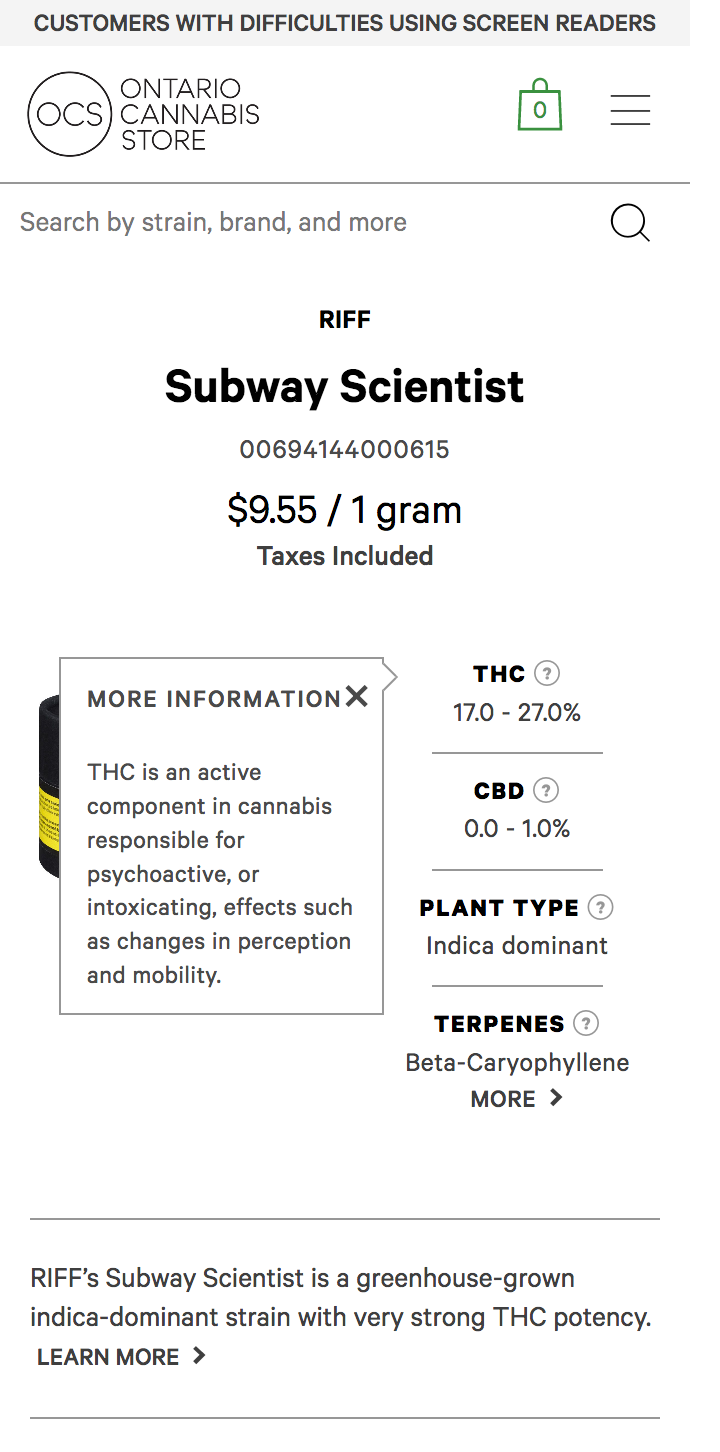 CUSTOMERS WITH DIFFICULTIES USING SCREEN READERS
OCS
ONTARIO
CANNABIS
STORE
0
Search by strain, brand, and more
RIFF
Subway Scientist
00694144000615
$9.55 / 1 gram
Taxes Included
MORE INFORMATION
THC is an active
component in cannabis
responsible for
psychoactive, or
intoxicating, effects such
as changes in perception
and mobility.
THC ?
17.0 - 27.0%
CBD ?
0.0 - 1.0%
PLANT TYPE ?
Indica dominant
TERPENES ?
Beta-Caryophyllene
MORE
RIFF’s Subway Scientist is a greenhouse-grown
indica-dominant strain with very strong THC potency.
LEARN MORE